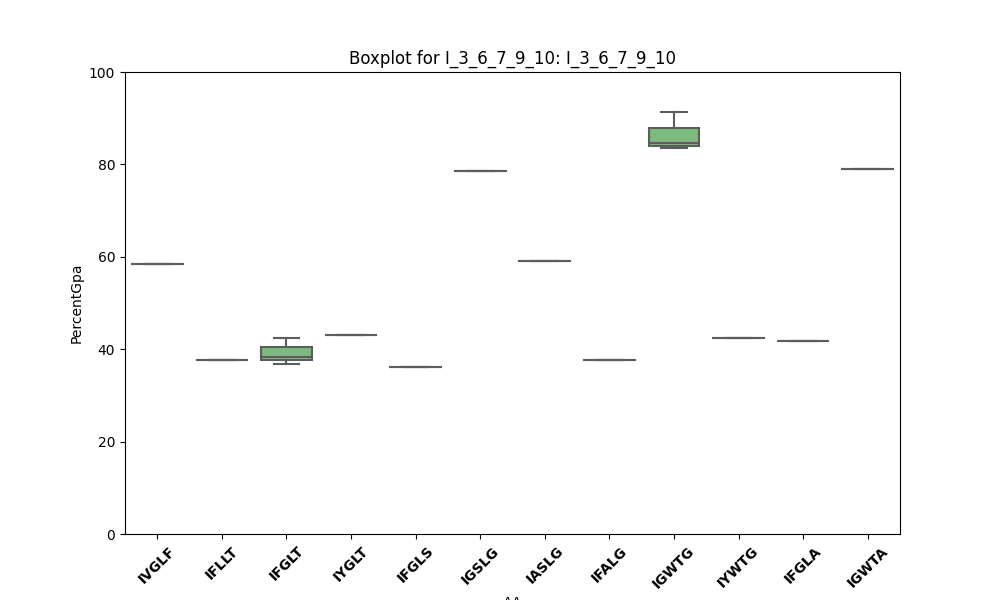 Boxplot for I_3_6_7_9_10: I_3_6_7_9_10
100
80
60
40
20
0
PercentGpa
IVGLF
IFLLT
IFGLT
IYGLT
IFGLS
IGSLG
IASLG
IFALG
IGWTG
IYWTG
IFGLA
IGWTA